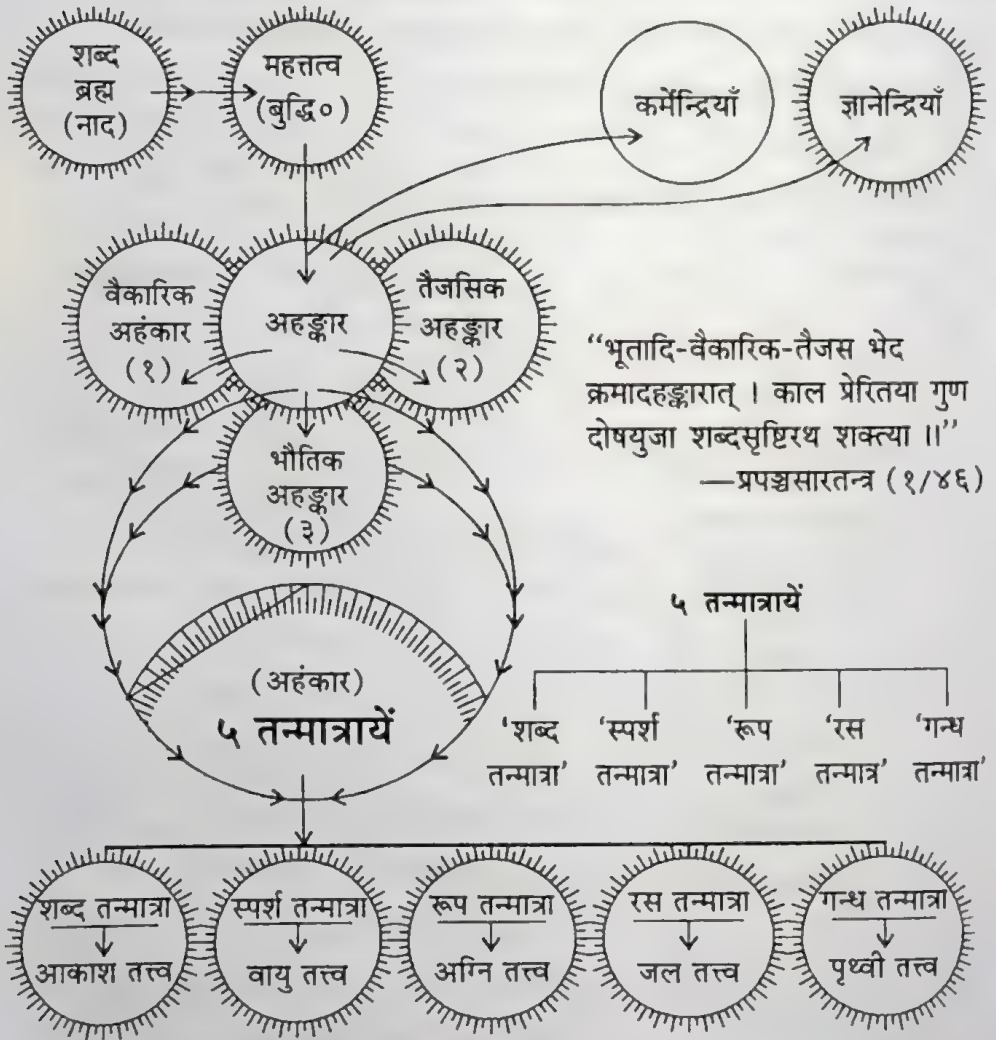 शब्द
ब्रह्म
(नाद)
महत्तत्व
(बुद्धि०)
कर्मेन्द्रियाँ
ज्ञानेन्द्रियाँ
वैकारिक
अहंकार
(१)
अहङ्कार
तैजसिक
अहङ्कार
(२)
भौतिक
अहङ्कार
(३)
“भूतादि-वैकारिक-तैजस भेद
क्रमादहङ्कारात् । काल प्रेरितया गुण
दोषयुजा शब्दसृष्टिरथ शक्त्या ॥”
—प्रपञ्चसारतन्त्र (१/४६)
(अहंकार)
५ तन्मात्रायें
५ तन्मात्रायें
‘शब्द
तन्मात्रा’
‘स्पर्श
तन्मात्रा’
‘रूप
तन्मात्रा’
‘रस
तन्मात्र’
‘गन्ध
तन्मात्रा’
शब्द तन्मात्रा
आकाश तत्त्व
स्पर्श तन्मात्रा
वायु तत्त्व
रूप तन्मात्रा
अग्नि तत्त्व
रस तन्मात्रा
जल तत्त्व
गन्ध तन्मात्रा
पृथ्वी तत्त्व